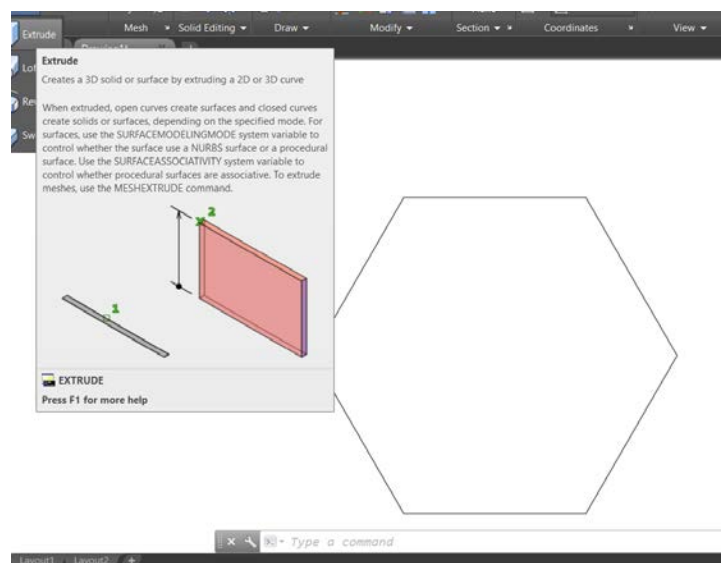 Mesh Solid Editing Draw Modify Section Coordinates View
Extrude
Extrude
Creates a 3D solid or surface by extruding a 2D or 3D curve
When extruded, open curves create surfaces and closed curves
create solids or surfaces, depending on the specified mode. For
surfaces, use the SURFACEMODELINGMODE system variable to
control whether the surface use a NURBS surface or a procedural
surface. Use the SURFACEASSOCIATIVITY system variable to
control whether procedural surfaces are associative. To extrude
meshes, use the MESHEXTRUDE command.
2
1
EXTRUDE
Press F1 for more help
Type a command
Layout1 Layout2 +